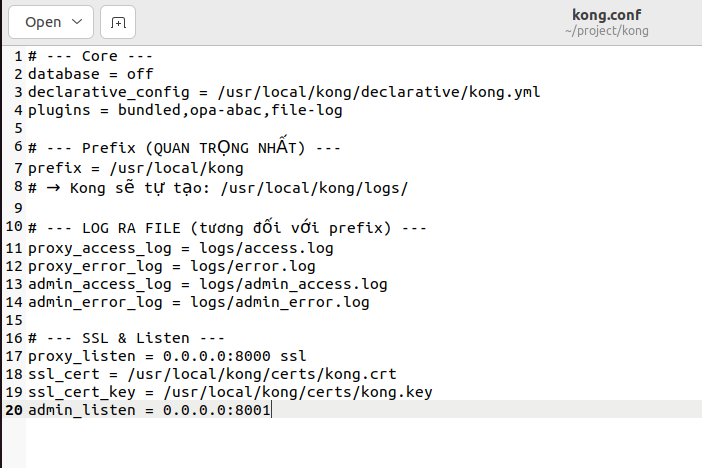 Open
kong.conf
~/project/kong
1 # --- Core ---
2 database = off
3 declarative_config = /usr/local/kong/declarative/kong.yml
4 plugins = bundled,opa-abac,file-log
5
6 # --- Prefix (QUAN TRỌNG NHẤT) ---
7 prefix = /usr/local/kong
8 # → Kong sẽ tự tạo: /usr/local/kong/logs/
9
10 # --- LOG RA FILE (tương đối với prefix) ---
11 proxy_access_log = logs/access.log
12 proxy_error_log = logs/error.log
13 admin_access_log = logs/admin_access.log
14 admin_error_log = logs/admin_error.log
15
16 # --- SSL & Listen ---
17 proxy_listen = 0.0.0.0:8000 ssl
18 ssl_cert = /usr/local/kong/certs/kong.crt
19 ssl_cert_key = /usr/local/kong/certs/kong.key
20 admin_listen = 0.0.0.0:8001